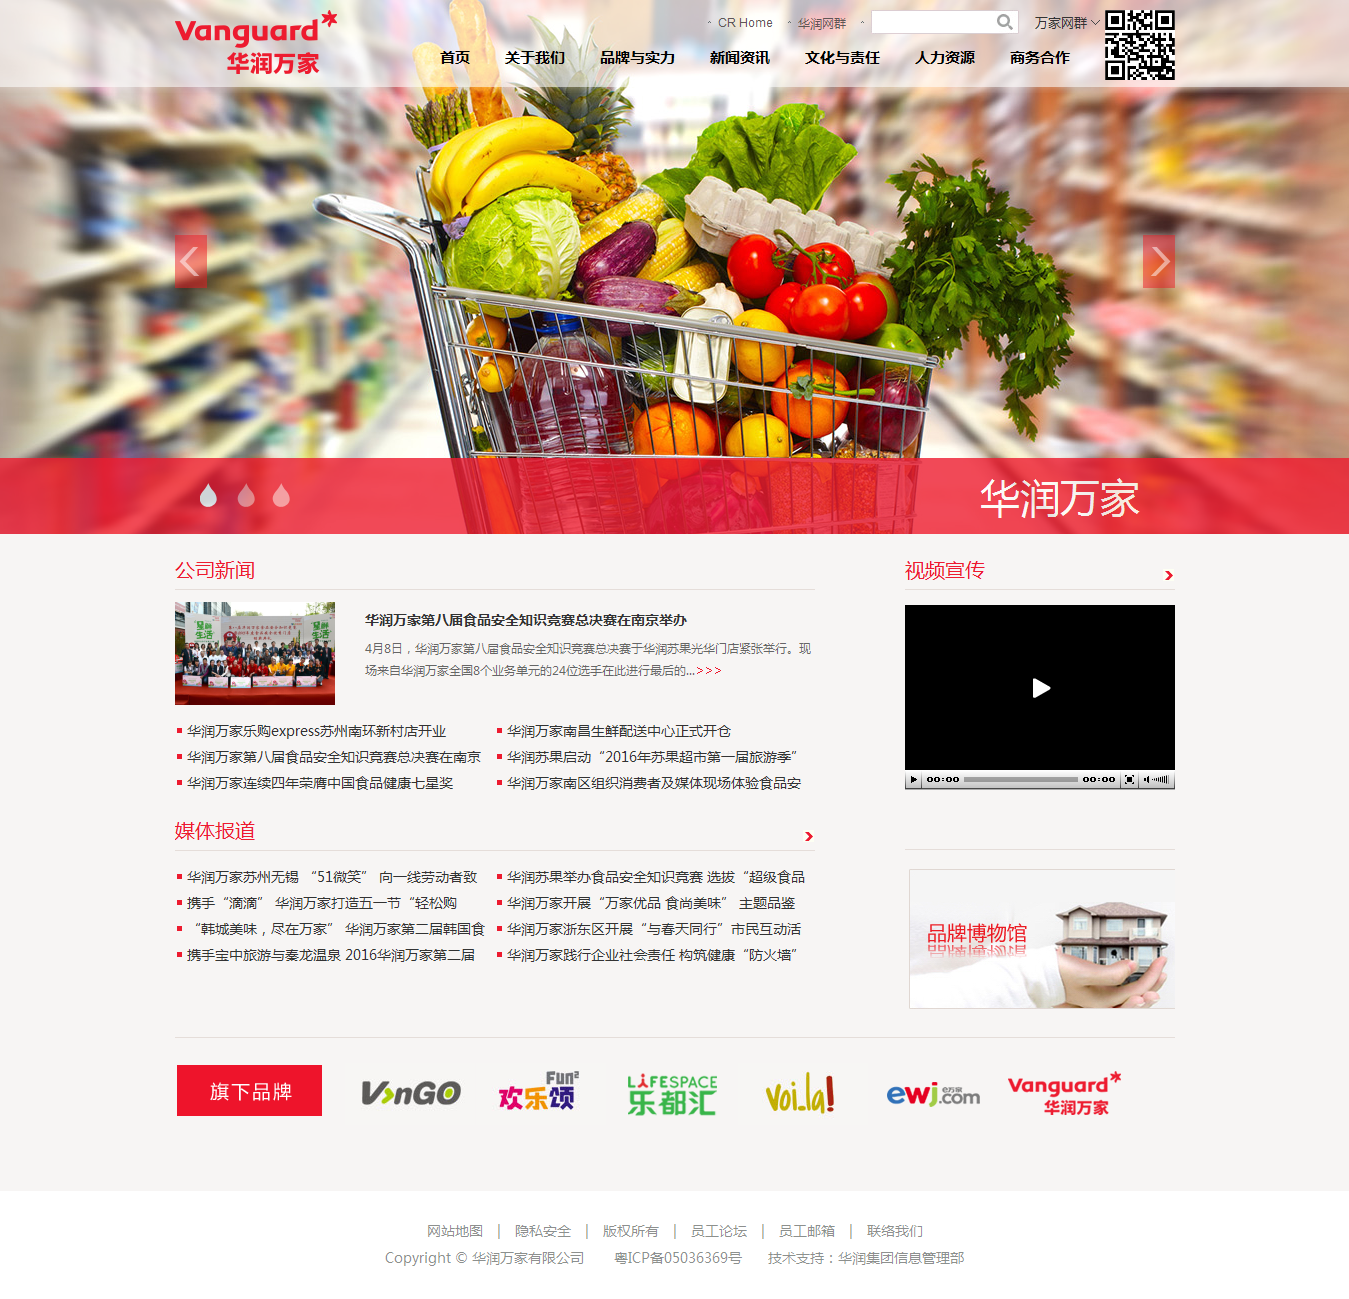 Vanguard
华润万家
CR Home
华润网群
万家网群
首页
关于我们
品牌与实力
新闻资讯
文化与责任
人力资源
商务合作
华润万家
公司新闻
视频宣传
华润万家第八届食品安全知识竞赛总决赛在南京举办
4月8日，华润万家第八届食品安全知识竞赛总决赛于华润苏果光华门店紧张举行。现
场来自华润万家全国8个业务单元的24位选手在此进行最后的...>>>
华润万家乐购express苏州南环新村店开业
华润万家南昌生鲜配送中心正式开仓
华润万家第八届食品安全知识竟赛总决赛在南京
华润苏果启动“2016年苏果超市第一届旅游季”
华润万家连续四年荣膺中国食品健康七星奖
华润万家南区组织消费者及媒体现场体验食品安
00:00
00:00
媒体报道
华润万家苏州无锡 “51微笑” 向一线劳动者致
华润苏果举办食品安全知识竟赛 选拔“超级食品
携手“滴滴” 华润万家打造五一节“轻松购
华润万家开展“万家优品 食尚美味” 主题品鉴
“韩城美味，尽在万家” 华润万家第二届韩国食
华润万家浙东区开展“与春天同行”市民互动活
携手宝中旅游与秦龙温泉 2016华润万家第二届
华润万家践行企业社会责任 构筑健康“防火墙”
品牌博物馆
旗下品牌
VanGO
欢乐颂
Fun²
LIFESPACE
乐都汇
Voi_la!
ewj.com
e万家
Vanguard
华润万家
网站地图 | 隐私安全 | 版权所有 | 员工论坛 | 员工邮箱 | 联络我们
Copyright © 华润万家有限公司 粤ICP备05036369号 技术支持：华润集团信息管理部